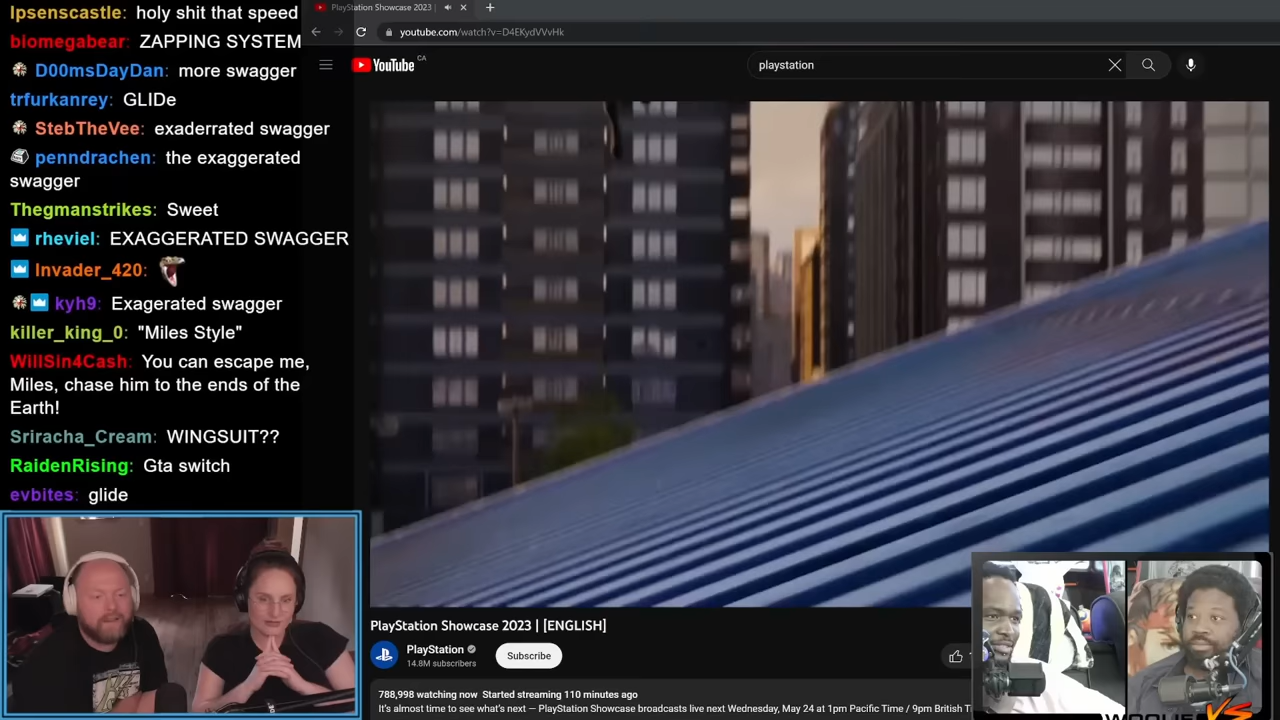 Ipsenscastle: holy shit that speed
biomegabear: ZAPPING SYSTEM
D00msDayDan: more swagger
trfurkanrey: GLIDe
StebTheVee: exaderrated swagger
penndrachen: the exaggerated
swagger
Thegmanstrikes: Sweet
rheviel: EXAGGERATED SWAGGER
Invader_420:
kyh9: Exagerated swagger
killer_king_0: "Miles Style"
WillSin4Cash: You can escape me,
Miles, chase him to the ends of the
Earth!
Sriracha_Cream: WINGSUIT??
RaidenRising: Gta switch
evbites: glide
PlayStation Showcase 2023 |
youtube.com/watch?v=D4EKydVVvHk
YouTube CA
playstation
PlayStation Showcase 2023 | [ENGLISH]
PlayStation
14.8M subscribers
Subscribe
788,998 watching now Started streaming 110 minutes ago
It's almost time to see what's next — PlayStation Showcase broadcasts live next Wednesday, May 24 at 1pm Pacific Time / 9pm British T
WOOLIE VS